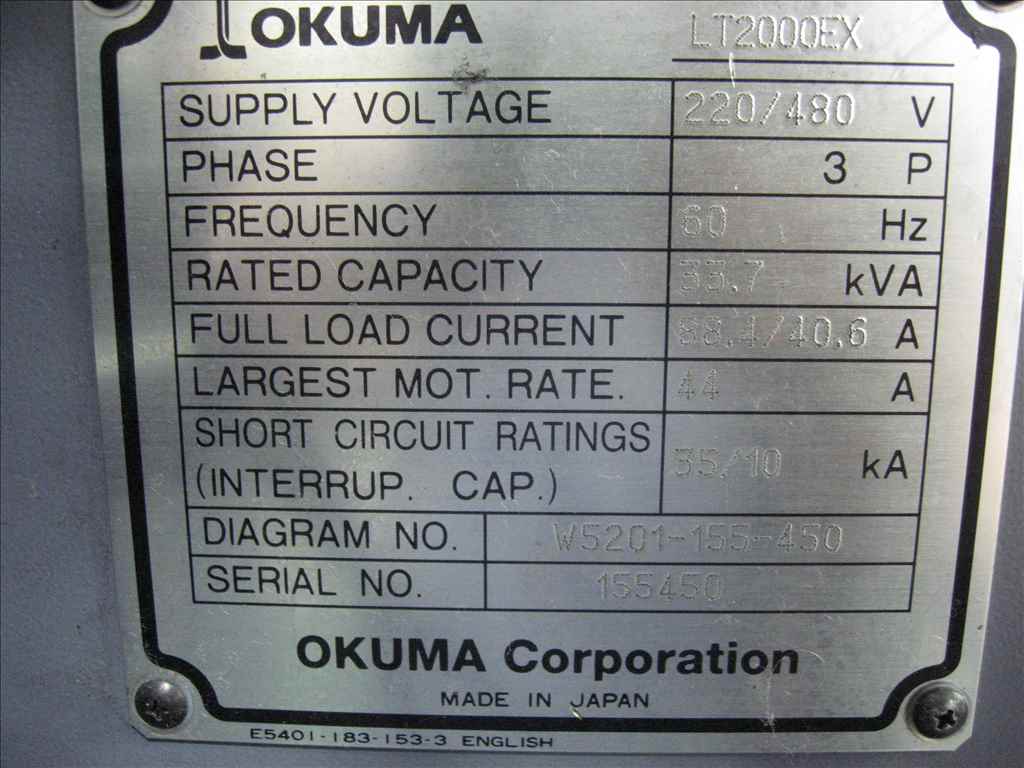 OKUMA LT2000EX
SUPPLY VOLTAGE 220/480 V
PHASE 3 P
FREQUENCY 60 Hz
RATED CAPACITY 33.7 kVA
FULL LOAD CURRENT 88.4/40.6 A
LARGEST MOT. RATE. 44 A
SHORT CIRCUIT RATINGS
(INTERRUP. CAP.) 35/10 kA
DIAGRAM NO. W5201-155-450
SERIAL NO. 155450
OKUMA Corporation
MADE IN JAPAN
E5401-183-153-3 ENGLISH